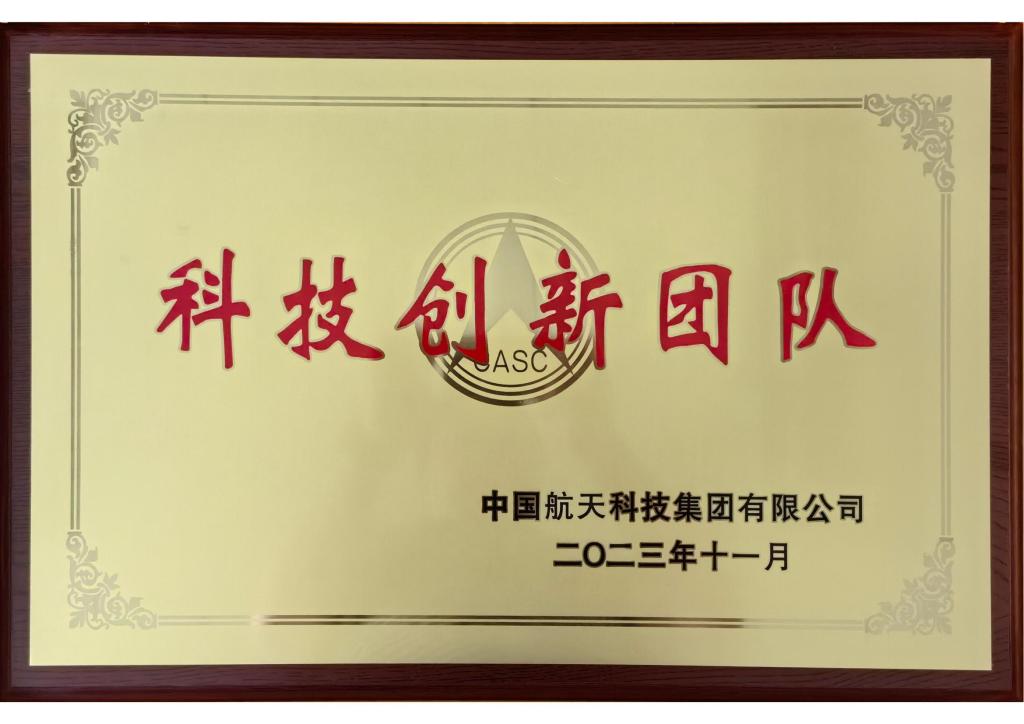 科技创新团队
CASC
中国航天科技集团有限公司
二〇二三年十一月